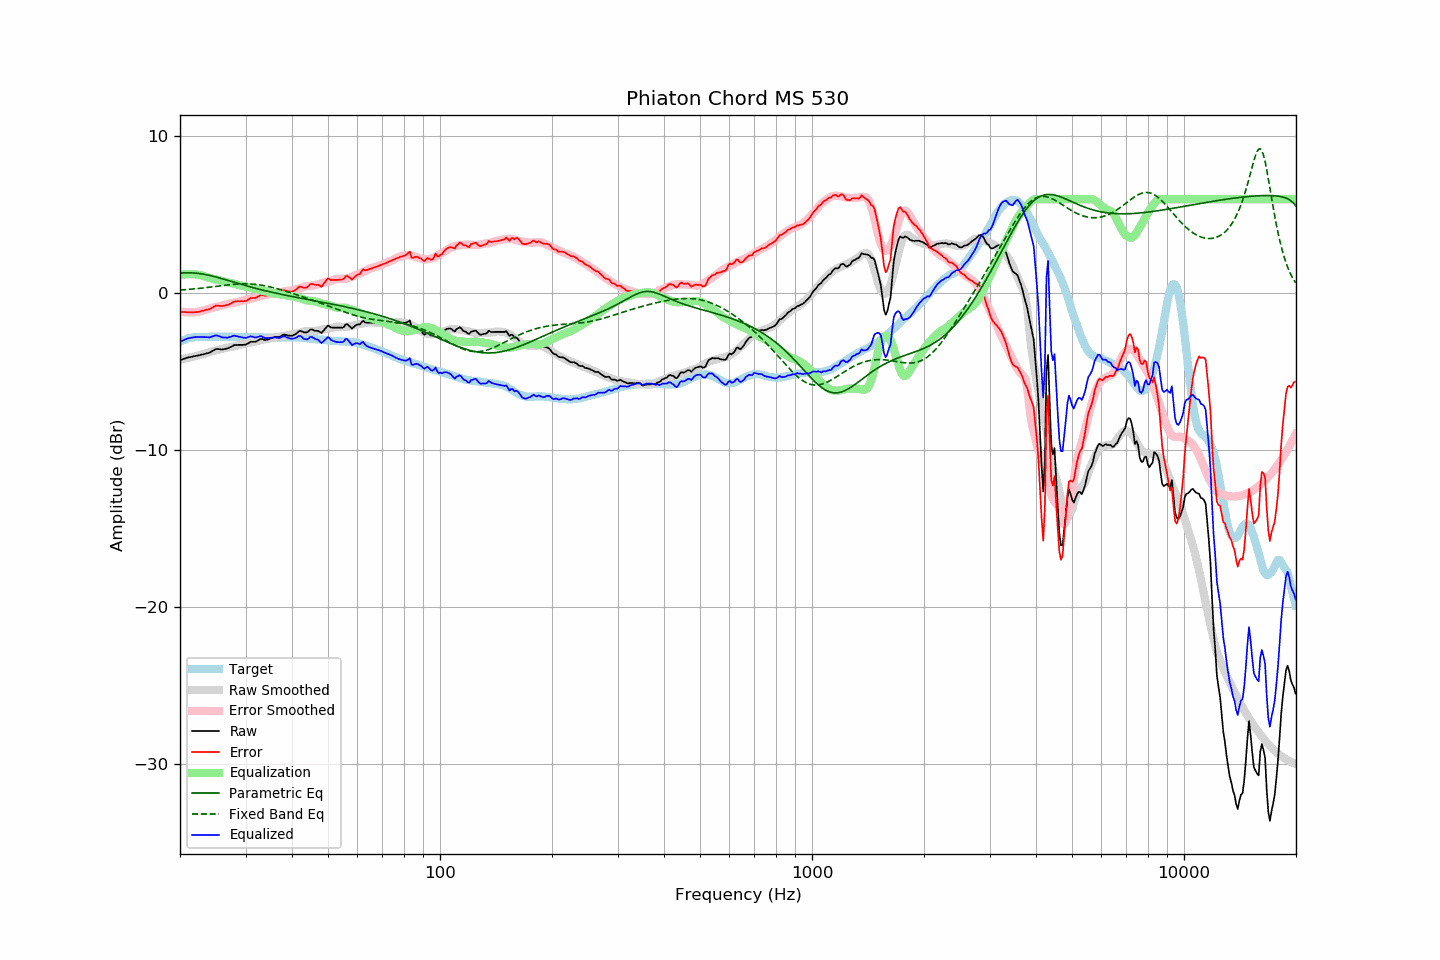 Phiaton Chord MS 530
10
0
−10
−20
−30
Amplitude (dBr)
Target
Raw Smoothed
Error Smoothed
Raw
Error
Equalization
Parametric Eq
Fixed Band Eq
Equalized
100
1000
10000
Frequency (Hz)